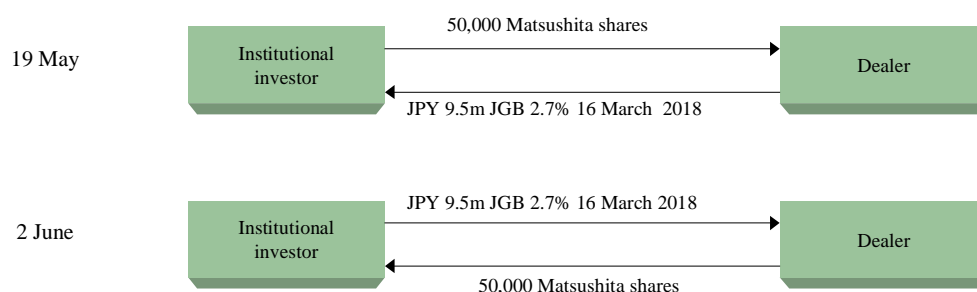 50,000 Matsushita shares
19 May
Institutional
investor
Dealer
JPY 9.5m JGB 2.7% 16 March 2018
JPY 9.5m JGB 2.7% 16 March 2018
2 June
Institutional
investor
Dealer
50,000 Matsushita shares